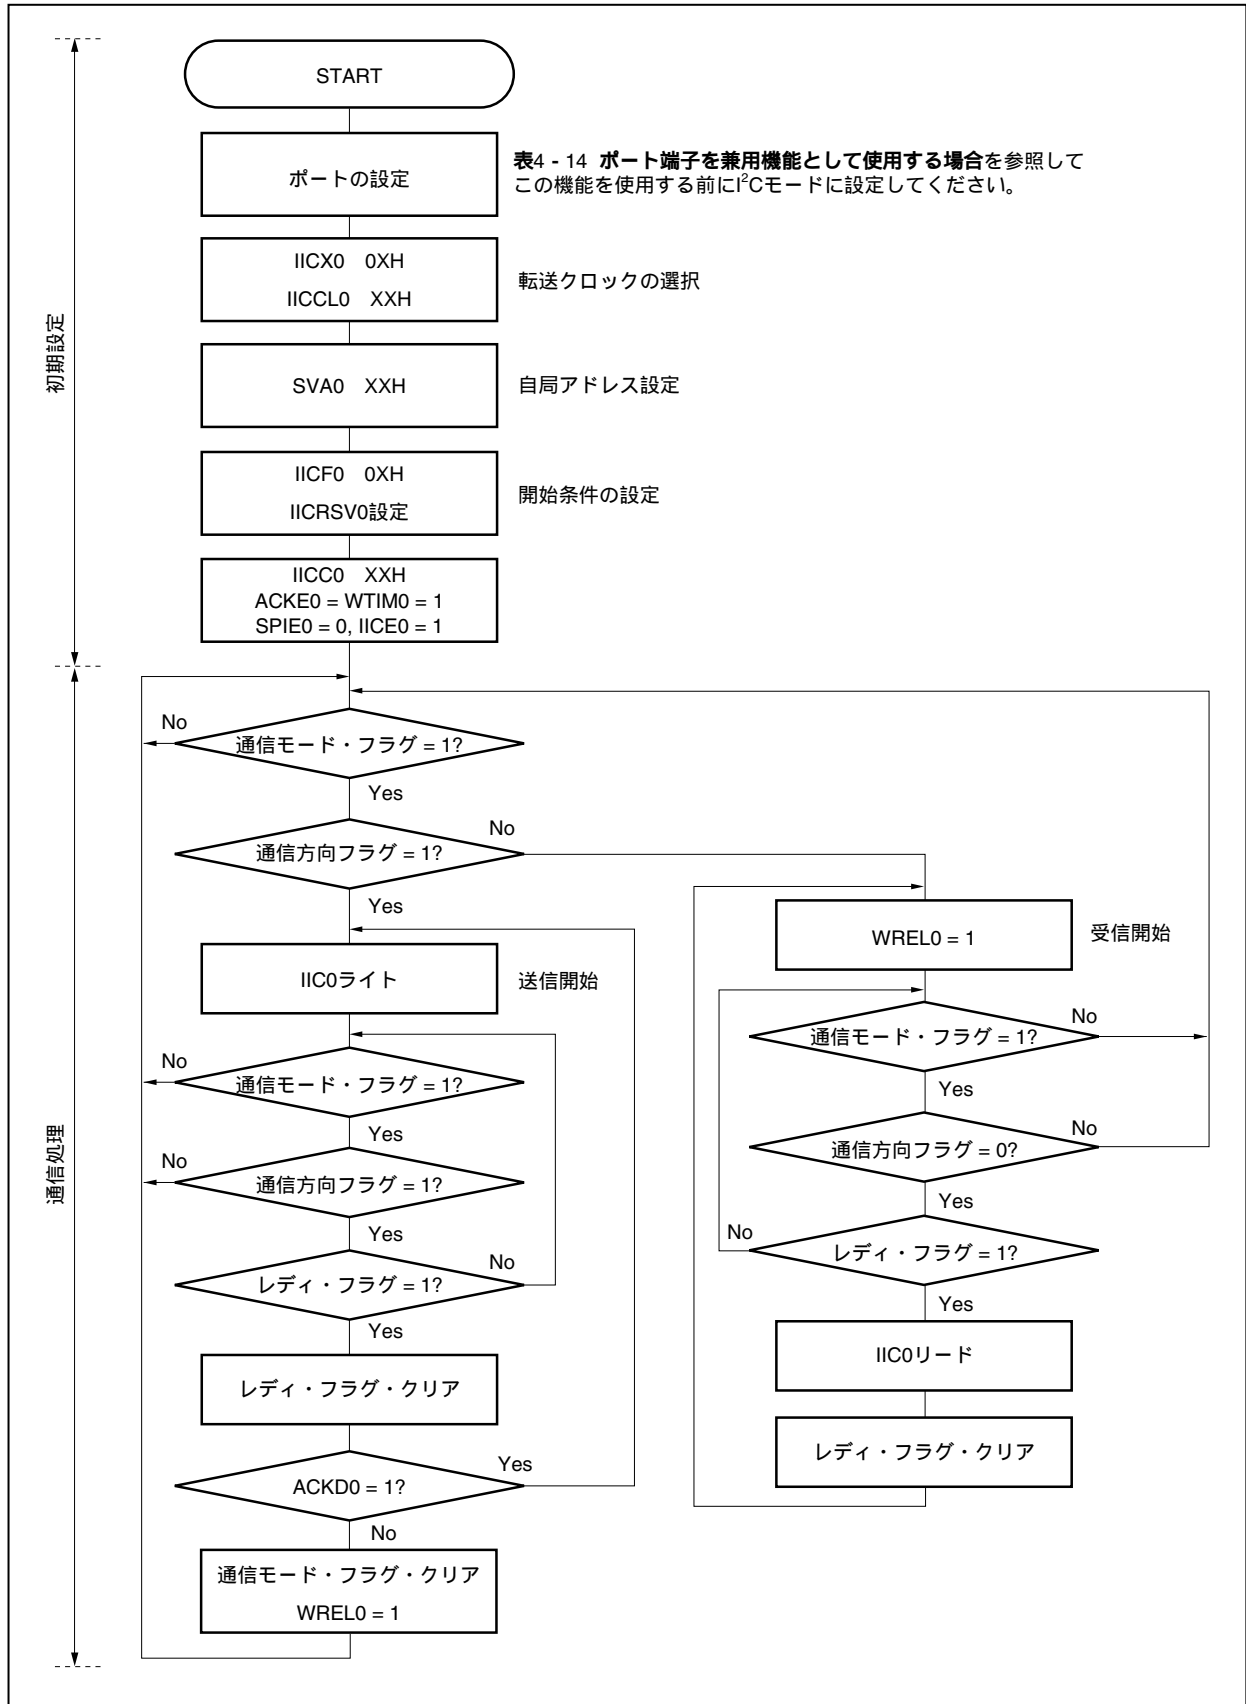 START
ポートの設定
表4 - 14 ポート端子を兼用機能として使用する場合を参照して
この機能を使用する前にI²Cモードに設定してください。
IICX0 0XH
IICCL0 XXH
転送クロックの選択
初期設定
SVA0 XXH
自局アドレス設定
IICF0 0XH
IICRSV0設定
開始条件の設定
IICC0 XXH
ACKE0 = WTIM0 = 1
SPIE0 = 0, IICE0 = 1
通信処理
No
通信モード・フラグ = 1?
Yes
通信方向フラグ = 1?
No
Yes
IIC0ライト
送信開始
No
通信モード・フラグ = 1?
Yes
No
通信方向フラグ = 1?
Yes
レディ・フラグ = 1?
No
Yes
レディ・フラグ・クリア
ACKD0 = 1?
Yes
No
通信モード・フラグ・クリア
WREL0 = 1
WREL0 = 1
受信開始
通信モード・フラグ = 1?
No
Yes
通信方向フラグ = 0?
No
Yes
No
レディ・フラグ = 1?
Yes
IIC0リード
レディ・フラグ・クリア